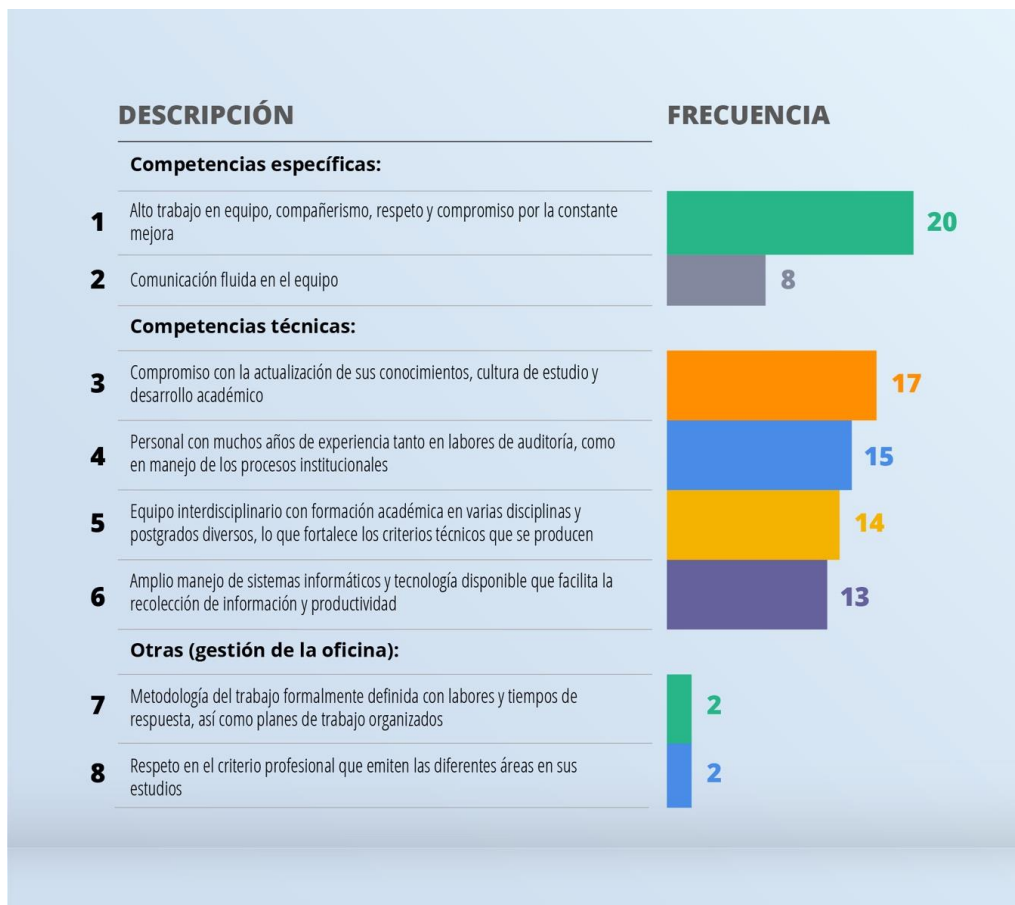 DESCRIPCIÓN
FRECUENCIA
Competencias específicas:
1
Alto trabajo en equipo, compañerismo, respeto y compromiso por la constante
mejora
20
2
Comunicación fluida en el equipo
8
Competencias técnicas:
3
Compromiso con la actualización de sus conocimientos, cultura de estudio y
desarrollo académico
17
4
Personal con muchos años de experiencia tanto en labores de auditoría, como
en manejo de los procesos institucionales
15
5
Equipo interdisciplinario con formación académica en varias disciplinas y
postgrados diversos, lo que fortalece los criterios técnicos que se producen
14
6
Amplio manejo de sistemas informáticos y tecnología disponible que facilita la
recolección de información y productividad
13
Otras (gestión de la oficina):
7
Metodología del trabajo formalmente definida con labores y tiempos de
respuesta, así como planes de trabajo organizados
2
8
Respeto en el criterio profesional que emiten las diferentes áreas en sus
estudios
2